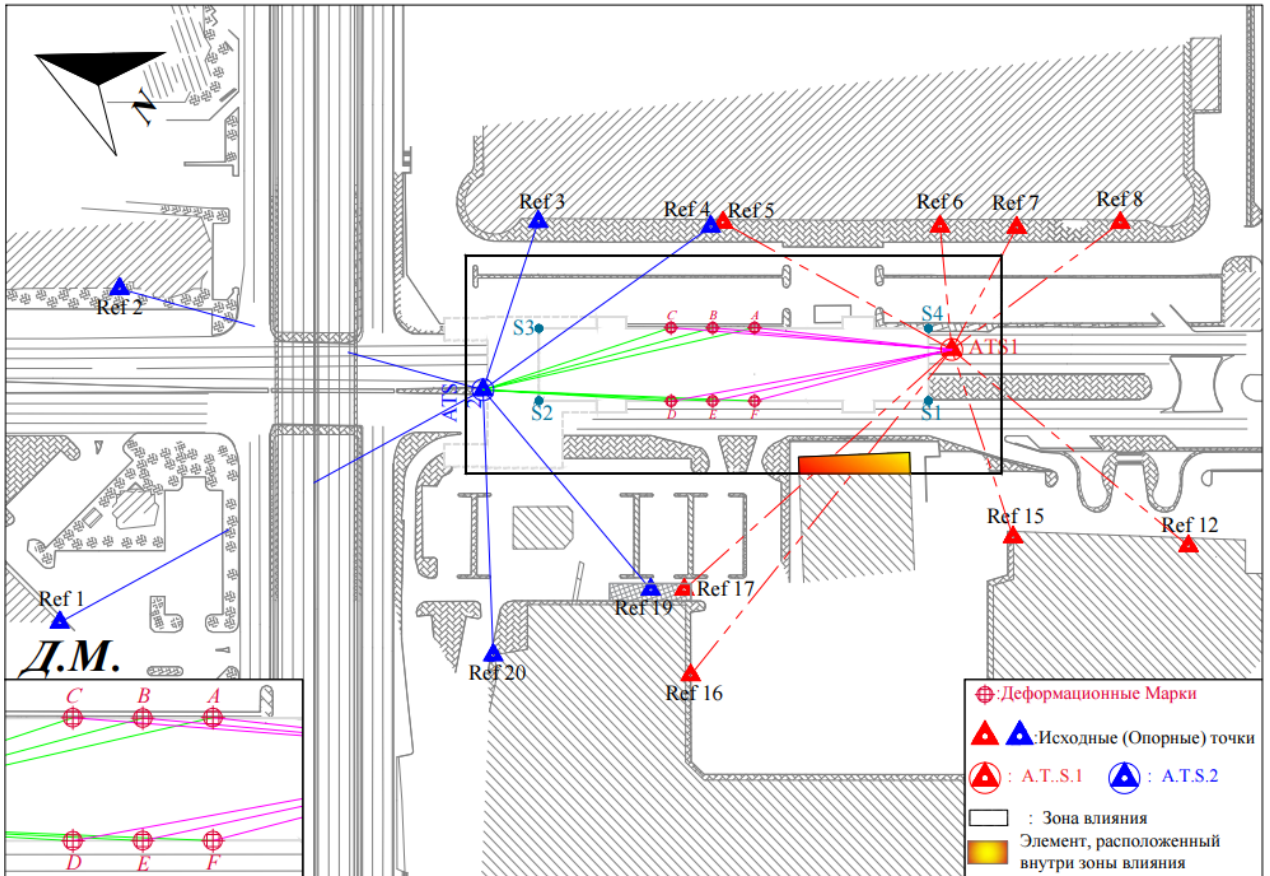 N
Ref 3
Ref 4
Ref 5
Ref 6
Ref 7
Ref 8
Ref 2
C
B
A
S3
S4
ATS1
ATS
2
S2
D
E
F
S1
Ref 15
Ref 12
Ref 1
Ref 19
Ref 17
Ref 20
Ref 16
Д.М.
C
B
A
D
E
F
:Деформационные Марки
:Исходные (Опорные) точки
: A.T..S.1
: A.T.S.2
: Зона влияния
Элемент, расположенный
внутри зоны влияния